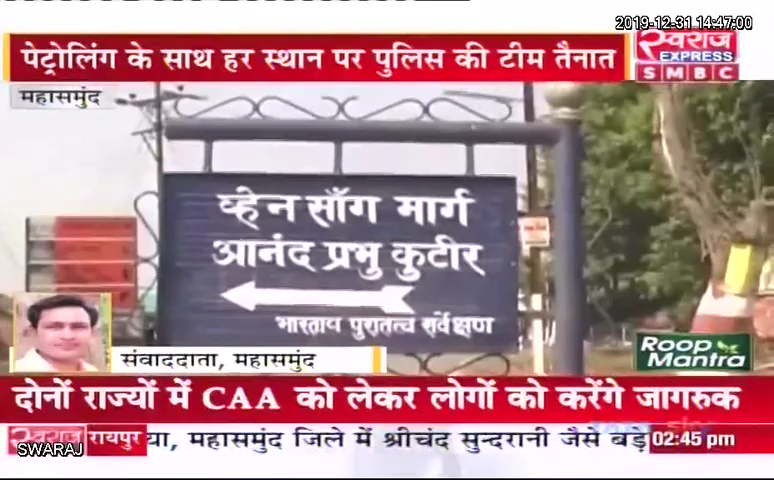 2019-12-31 14:47:00
पेट्रोलिंग के साथ हर स्थान पर पुलिस की टीम तैनात
स्वराज
EXPRESS
SMBC
महासमुंद
व्हेन साँग मार्ग
आनंद प्रभु कुटीर
भारतीय पुरातत्व सर्वेक्षण
Roop
Mantra
संवाददाता, महासमुंद
दोनों राज्यों में CAA को लेकर लोगों को करेंगे जागरुक
स्वराज रायपुर महासमुंद जिले में श्रीचंद सुन्दरानी जैसे बड़े 02:45 pm
SWARAJ